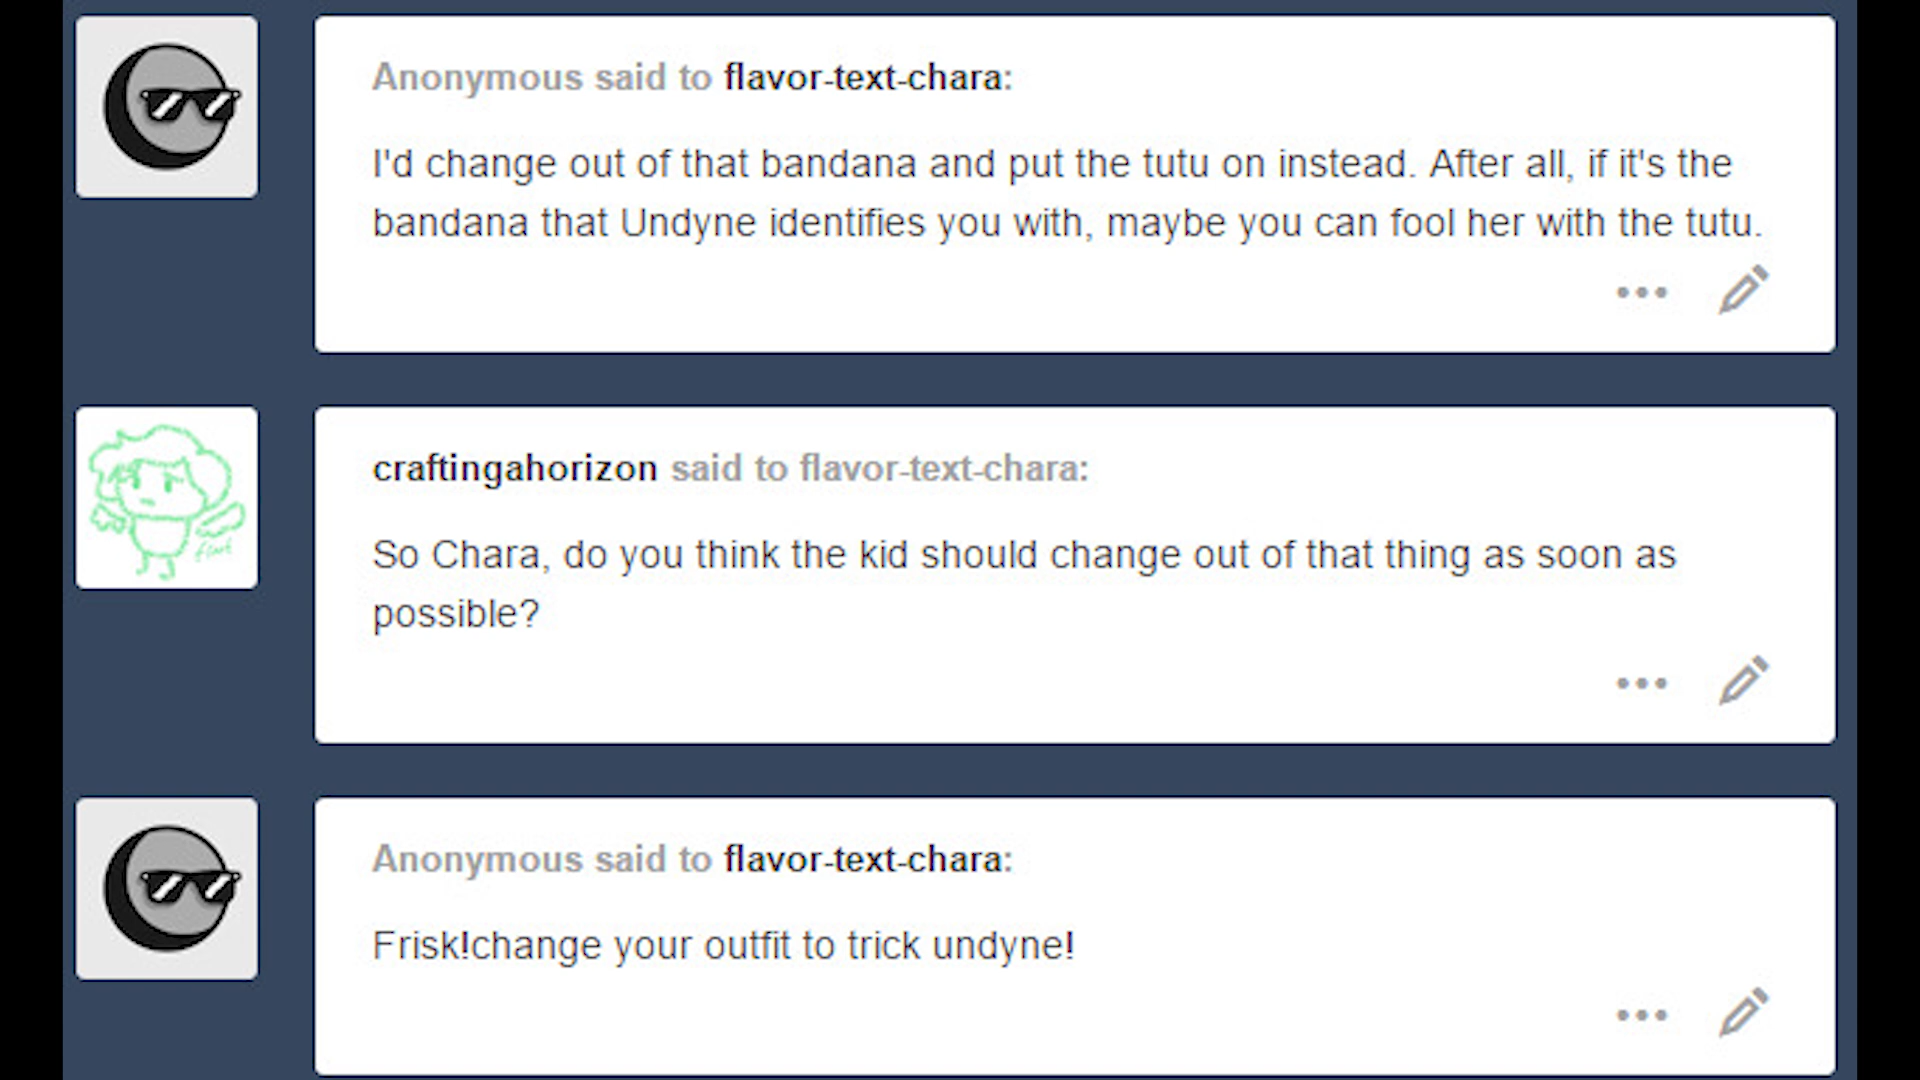 Anonymous said to flavor-text-chara:
I'd change out of that bandana and put the tutu on instead. After all, if it's the
bandana that Undyne identifies you with, maybe you can fool her with the tutu.
craftingahorizon said to flavor-text-chara:
So Chara, do you think the kid should change out of that thing as soon as
possible?
Anonymous said to flavor-text-chara:
Frisk!change your outfit to trick undyne!